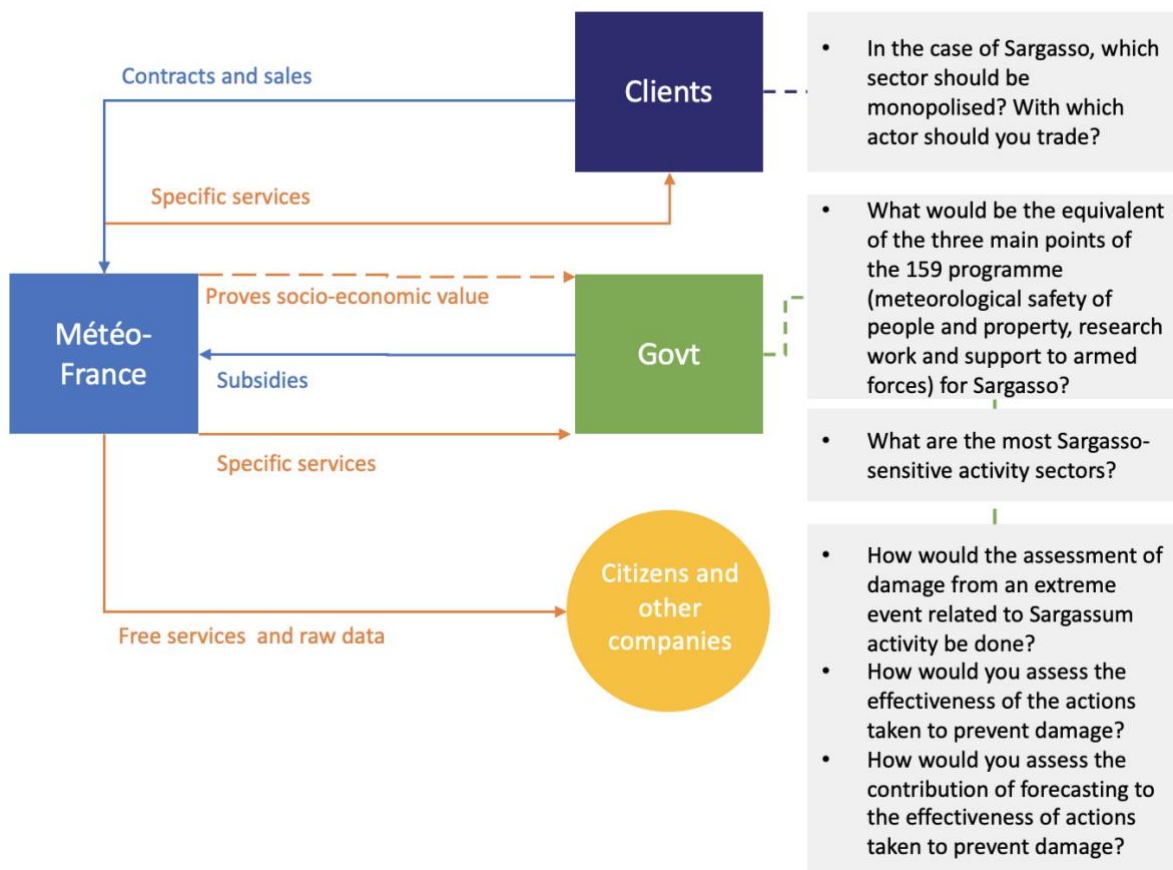 Contracts and sales
Clients
Specific services
Météo-
France
Proves socio-economic value
Subsidies
Govt
Specific services
Free services and raw data
Citizens and
other
companies
• In the case of Sargasso, which
sector should be
monopolised? With which
actor should you trade?
• What would be the equivalent
of the three main points of
the 159 programme
(meteorological safety of
people and property, research
work and support to armed
forces) for Sargasso?
• What are the most Sargasso-
sensitive activity sectors?
• How would the assessment of
damage from an extreme
event related to Sargassum
activity be done?
• How would you assess the
effectiveness of the actions
taken to prevent damage?
• How would you assess the
contribution of forecasting to
the effectiveness of actions
taken to prevent damage?